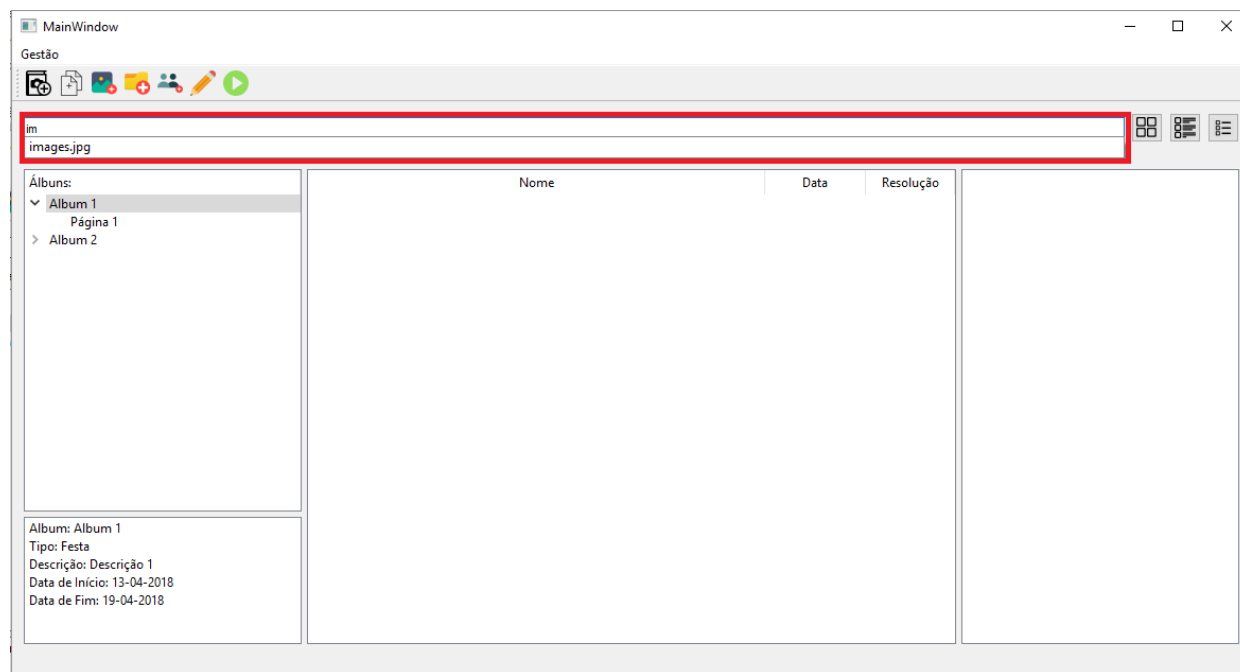 MainWindow
Gestão
im
images.jpg
Álbuns:
Album 1
Página 1
Album 2
Nome Data Resolução
Album: Album 1
Tipo: Festa
Descrição: Descrição 1
Data de Início: 13-04-2018
Data de Fim: 19-04-2018